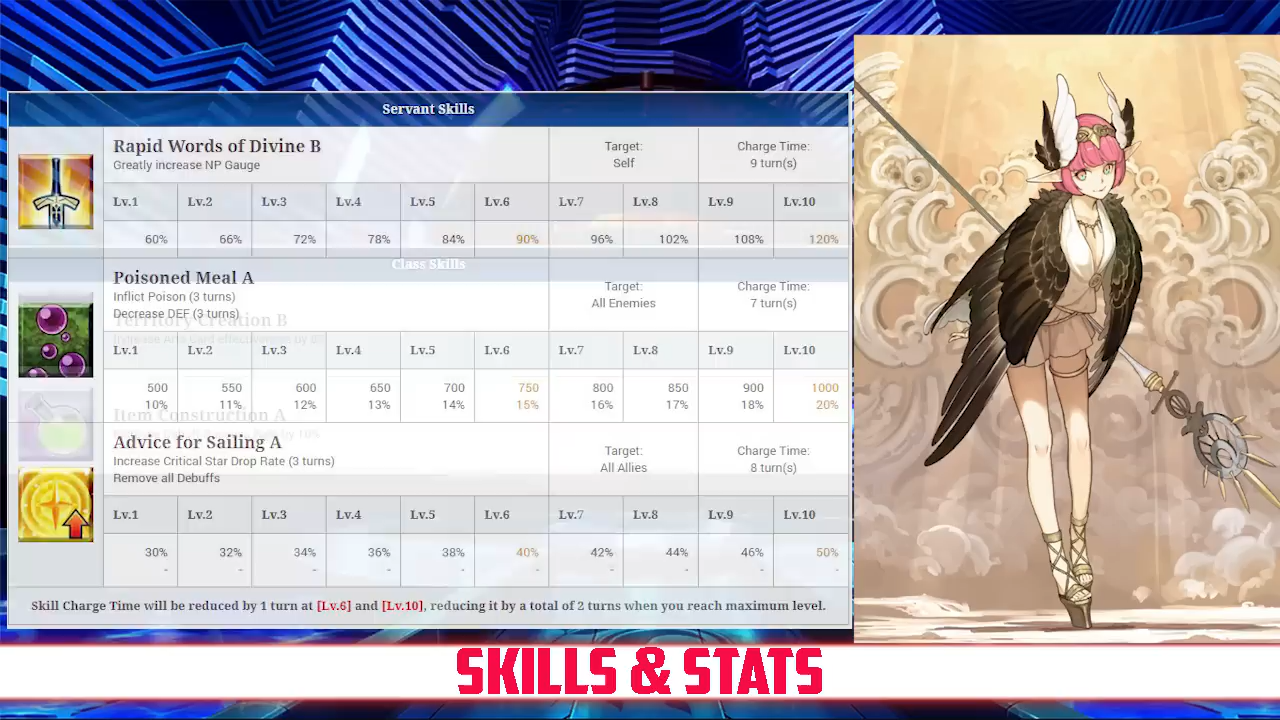 Servant Skills
Rapid Words of Divine B
Greatly increase NP Gauge
Target:
Self
Charge Time:
9 turn(s)
Lv.1 Lv.2 Lv.3 Lv.4 Lv.5 Lv.6 Lv.7 Lv.8 Lv.9 Lv.10
60% 66% 72% 78% 84% 90% 96% 102% 108% 120%
Class Skills
Poisoned Meal A
Inflict Poison (3 turns)
Decrease DEF (3 turns)
Target:
All Enemies
Charge Time:
7 turn(s)
Territory Creation B
Lv.1 Lv.2 Lv.3 Lv.4 Lv.5 Lv.6 Lv.7 Lv.8 Lv.9 Lv.10
500 550 600 650 700 750 800 850 900 1000
10% 11% 12% 13% 14% 15% 16% 17% 18% 20%
Item Construction A
Advice for Sailing A
Increase Critical Star Drop Rate (3 turns)
Remove all Debuffs
Target:
All Allies
Charge Time:
8 turn(s)
Lv.1 Lv.2 Lv.3 Lv.4 Lv.5 Lv.6 Lv.7 Lv.8 Lv.9 Lv.10
30% 32% 34% 36% 38% 40% 42% 44% 46% 50%
- - - - - - - - - -
Skill Charge Time will be reduced by 1 turn at [Lv.6] and [Lv.10], reducing it by a total of 2 turns when you reach maximum level.
SKILLS & STATS